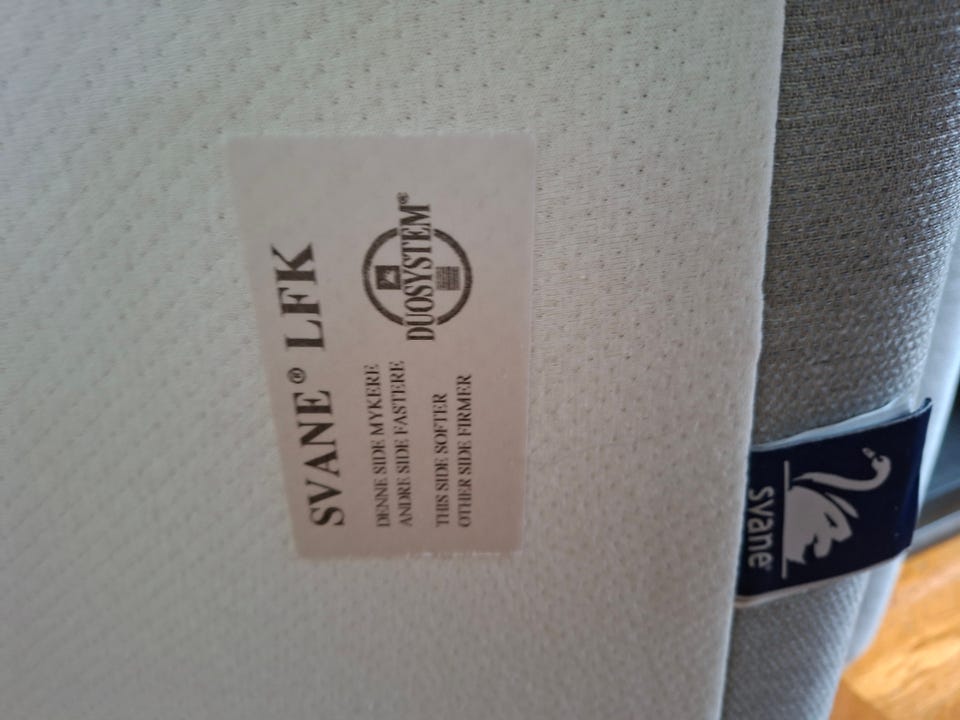 SVANE® LFK
DENNE SIDE MYKERE
ANDRE SIDE FASTERE
THIS SIDE SOFTER
OTHER SIDE FIRMER
DUOSYSTEM®
svane®